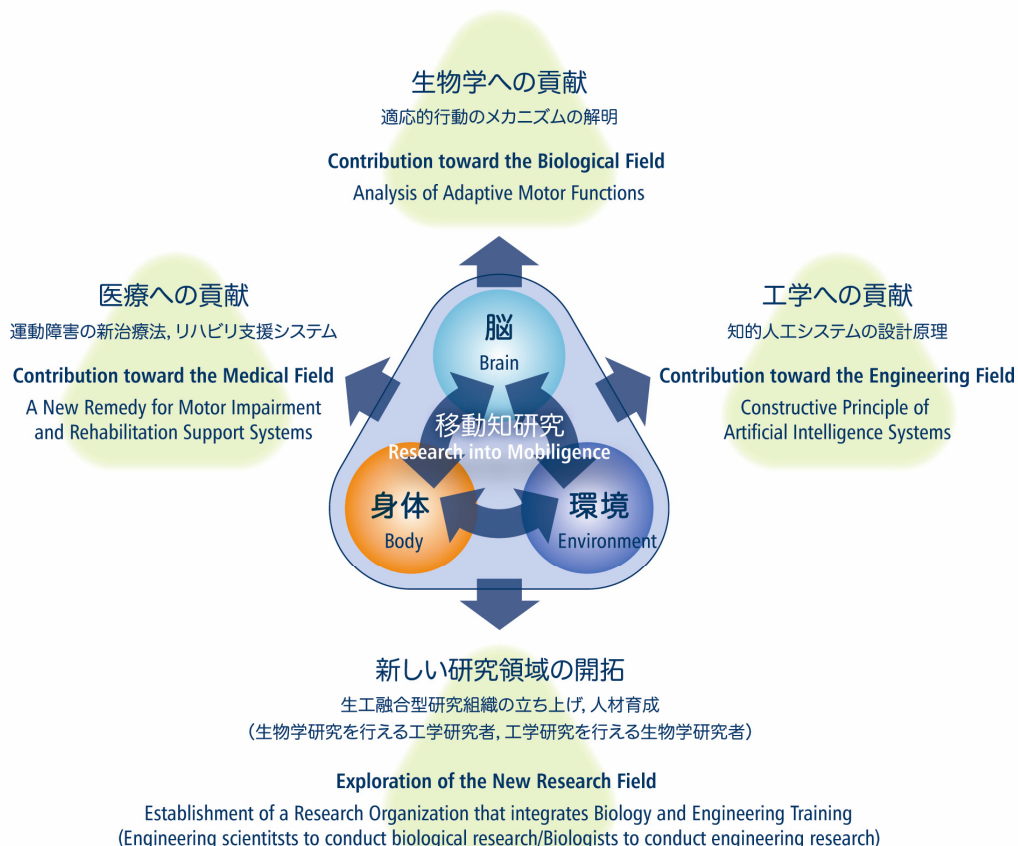 生物学への貢献
適応的行動のメカニズムの解明
Contribution toward the Biological Field
Analysis of Adaptive Motor Functions
医療への貢献
運動障害の新治療法, リハビリ支援システム
Contribution toward the Medical Field
A New Remedy for Motor Impairment
and Rehabilitation Support Systems
脳
Brain
移動知研究
Research into Mobiligence
身体
Body
環境
Environment
工学への貢献
知的人工システムの設計原理
Contribution toward the Engineering Field
Constructive Principle of
Artificial Intelligence Systems
新しい研究領域の開拓
生工融合型研究組織の立ち上げ, 人材育成
（生物学研究を行える工学研究者, 工学研究を行える生物学研究者）
Exploration of the New Research Field
Establishment of a Research Organization that integrates Biology and Engineering Training
(Engineering scientitsts to conduct biological research/Biologists to conduct engineering research)